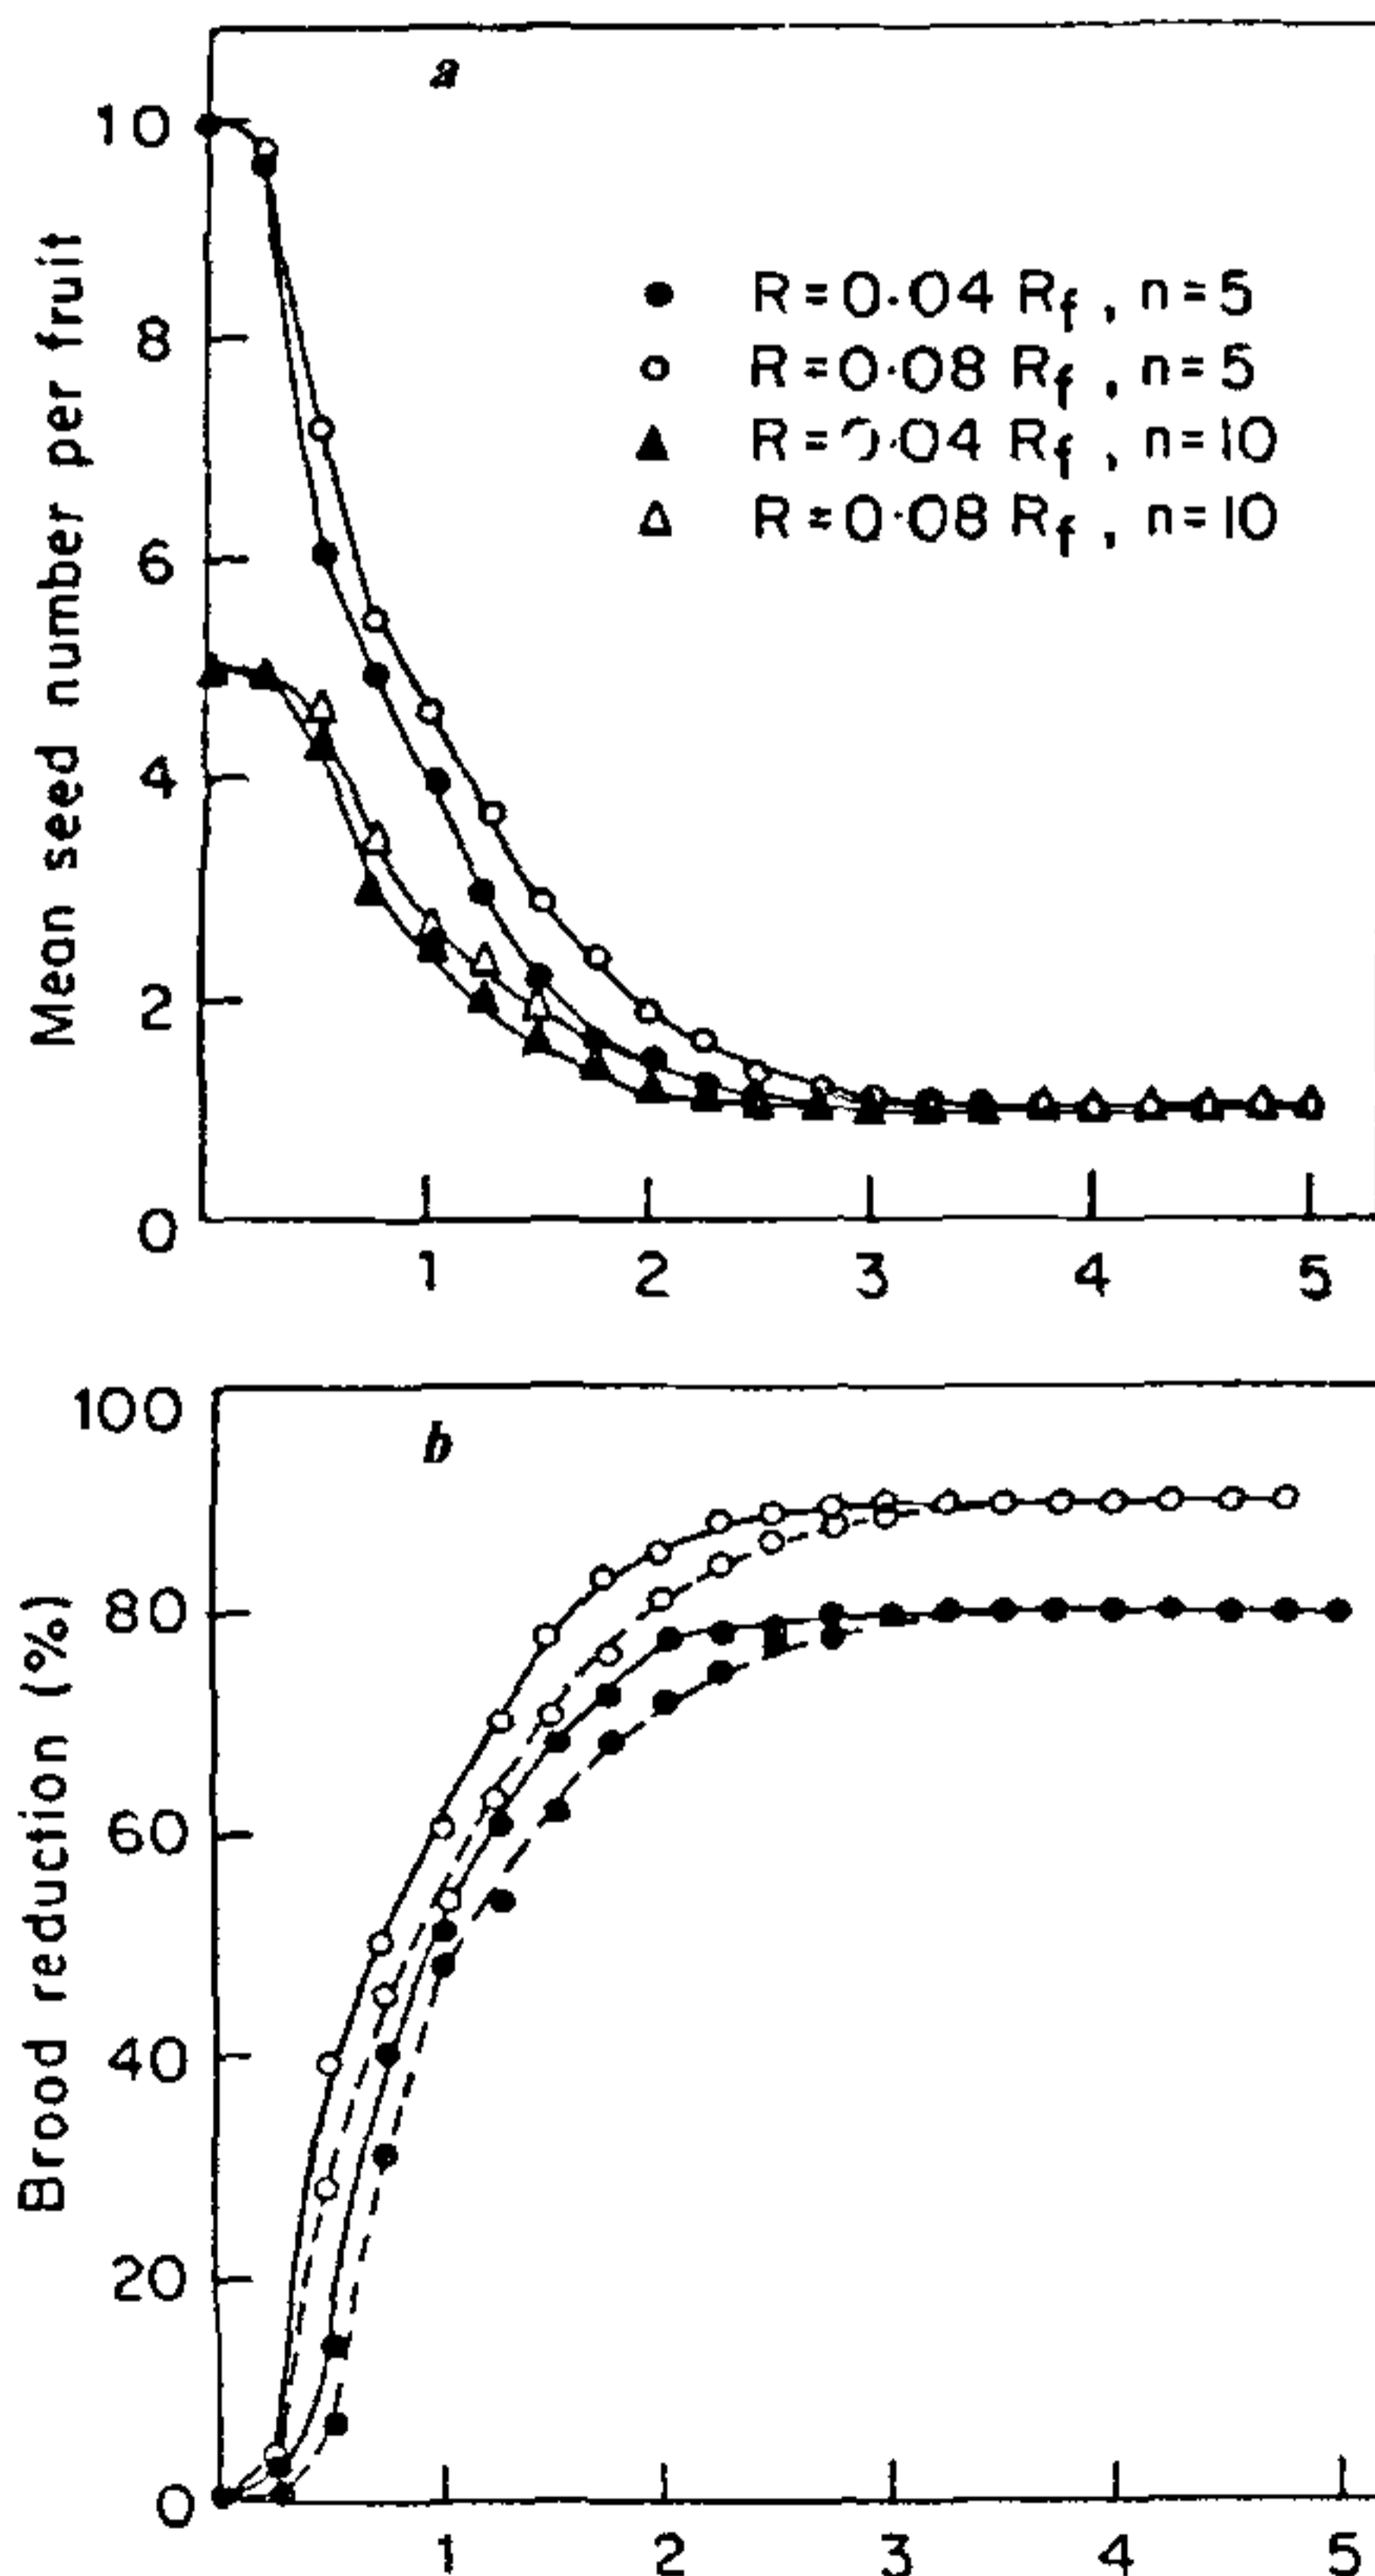 a
10
8
6
4
2
0
Mean seed number per fruit
● R=0·04 Rf, n=5
○ R=0·08 Rf, n=5
▲ R=0·04 Rf, n=10
△ R=0·08 Rf, n=10
1 2 3 4 5
b
100
80
60
40
20
0
Brood reduction (%)
1 2 3 4 5